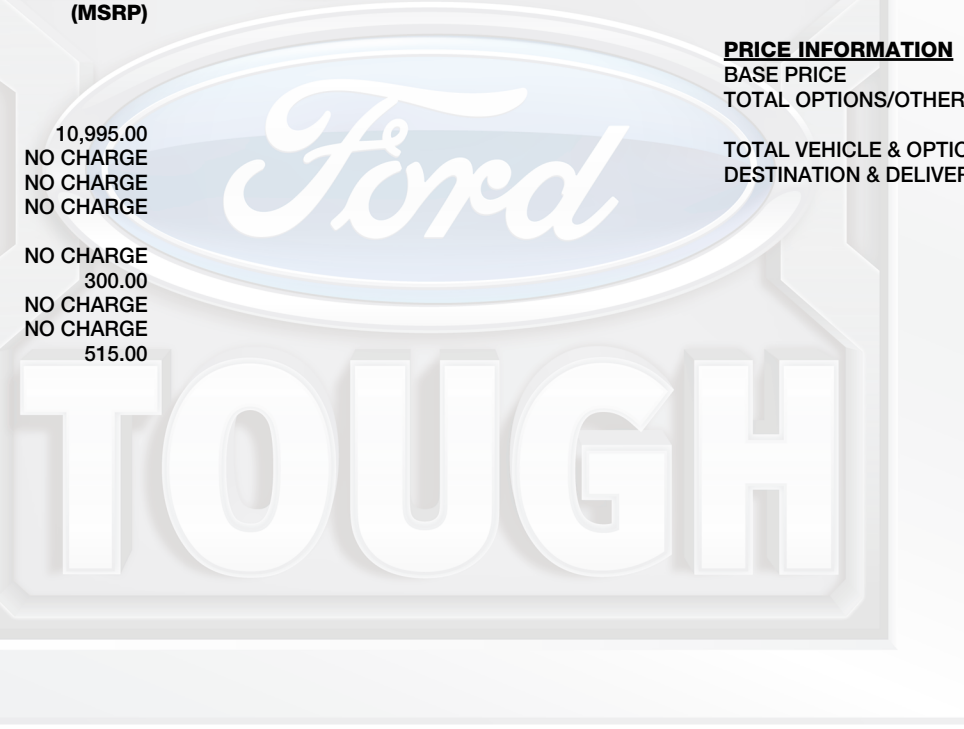 (MSRP)
10,995.00
NO CHARGE
NO CHARGE
NO CHARGE
NO CHARGE
300.00
NO CHARGE
NO CHARGE
515.00
PRICE INFORMATION
BASE PRICE
TOTAL OPTIONS/OTHER
TOTAL VEHICLE & OPTIO
DESTINATION & DELIVER
Ford
TOUGH